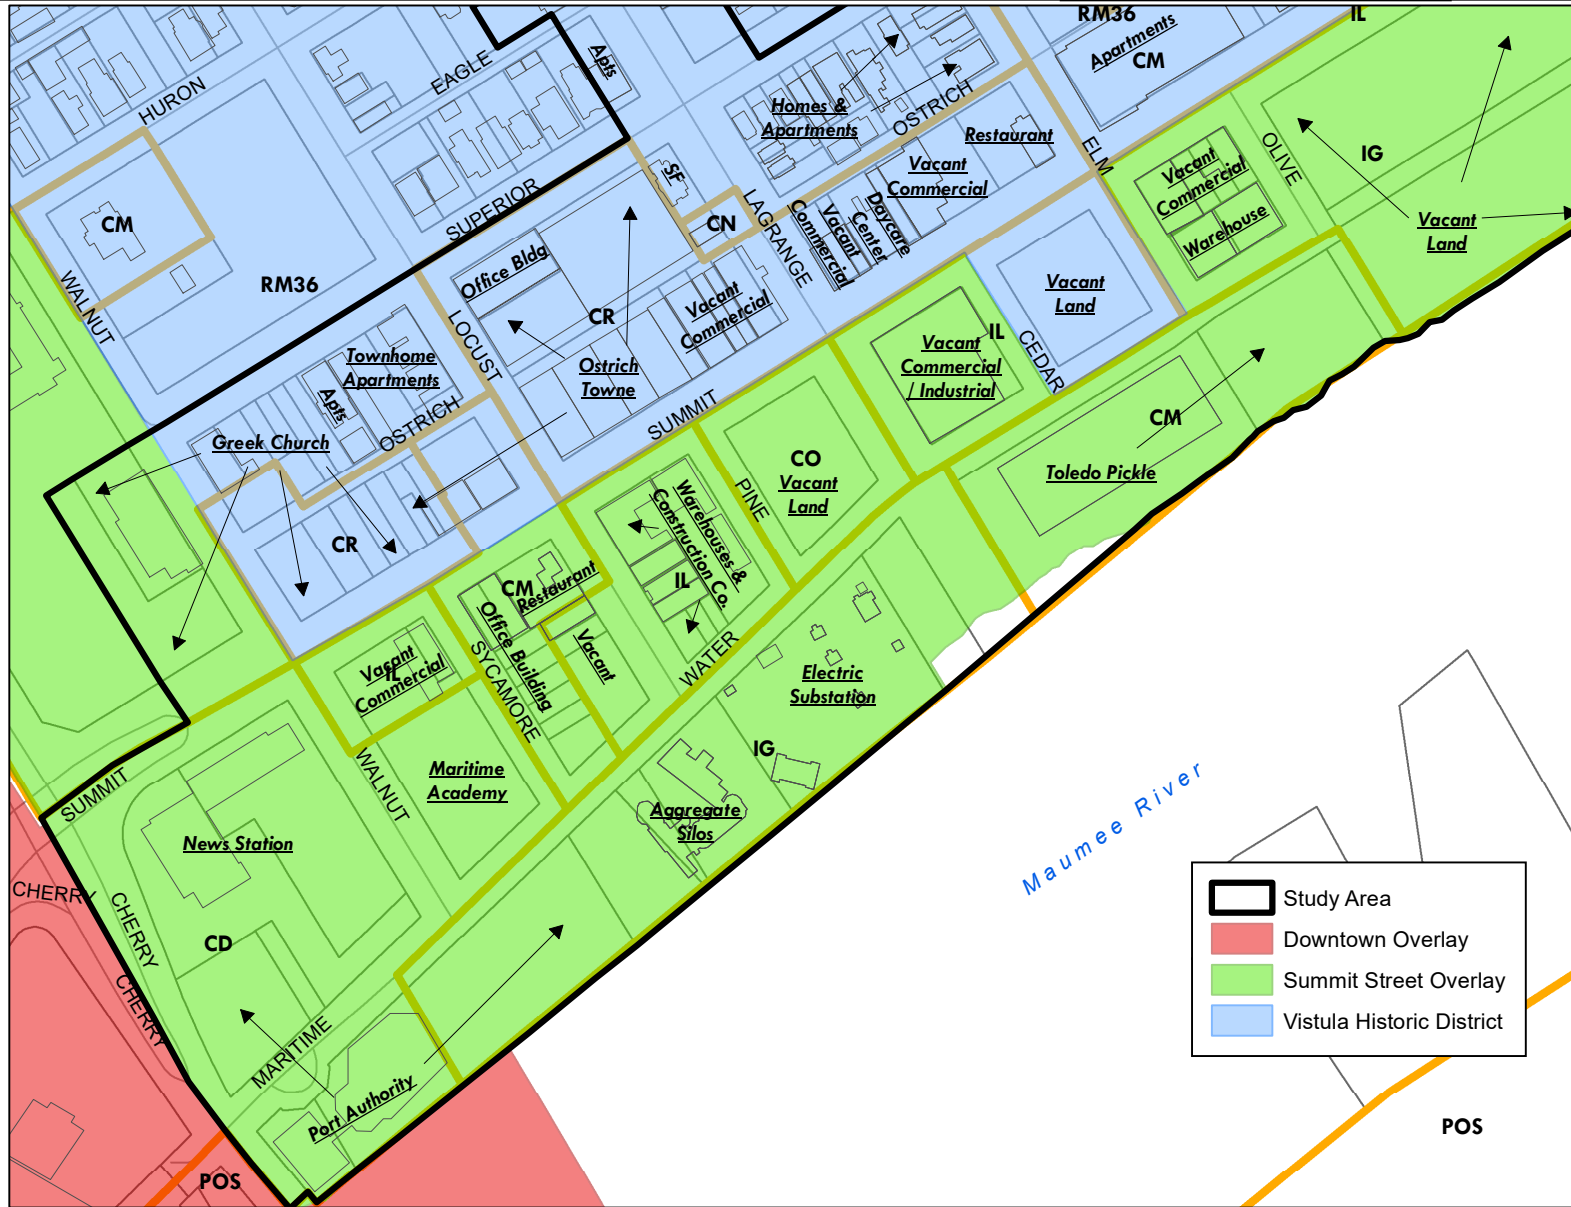 RM36
IL
Apartments
CM
EAGLE
Apts
HURON
Homes &
Apartments
OSTRICH
Restaurant
ELM
OLIVE
IG
Vacant
Commercial
Warehouse
Vacant
Commercial
SF
SUPERIOR
CM
LAGRANGE
CN
Commercial
Vacant
Daycare
Center
Vacant
Land
WALNUT
RM36
Office Bldg
CR
Vacant
Commercial
Vacant
Land
LOCUST
IL
Vacant
Commercial
/ Industrial
CEDAR
Townhome
Apartments
Apts
Ostrich
Towne
OSTRICH
SUMMIT
CM
Greek Church
CO
Vacant
Land
Toledo Pickle
PINE
Warehouses &
Construction Co.
IL
CR
CM
Restaurant
Office Building
Vacant
SYCAMORE
WATER
Vacant
IL
Commercial
Electric
Substation
IG
WALNUT
Maritime
Academy
SUMMIT
Aggregate
Silos
News Station
Maumee River
CHERRY
CHERRY
CHERRY
CD
MARITIME
Port Authority
POS
POS
Study Area
Downtown Overlay
Summit Street Overlay
Vistula Historic District